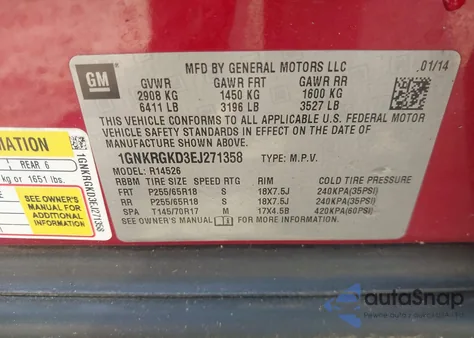 GM
MFD BY GENERAL MOTORS LLC 01/14
GVWR GAWR FRT GAWR RR
2908 KG 1450 KG 1600 KG
6411 LB 3196 LB 3527 LB
THIS VEHICLE CONFORMS TO ALL APPLICABLE U.S. FEDERAL MOTOR
VEHICLE SAFETY, BUMPER, AND THEFT PREVENTION
STANDARDS IN EFFECT ON THE DATE OF
MANUFACTURE SHOWN ABOVE.
1GNKRGKD3EJ271358 TYPE: M.P.V.
MODEL: R14526
TIRE SIZE SPEED RTG RIM COLD TIRE PRESSURE
FRT P255/65R18 S 18X7.5J 240KPA(35PSI)
RR P255/65R18 S 18X7.5J 240KPA(35PSI)
SPA T145/70R17 M 17X4.5B 420KPA(60PSI)
SEE OWNER'S MANUAL FOR MORE INFORMATION.
REAR 6
kg or 1651 lbs.
SEE OWNER'S
MANUAL FOR
ADDITIONAL
INFORMATION
1GNKRGKD3EJ271358
autoSnap